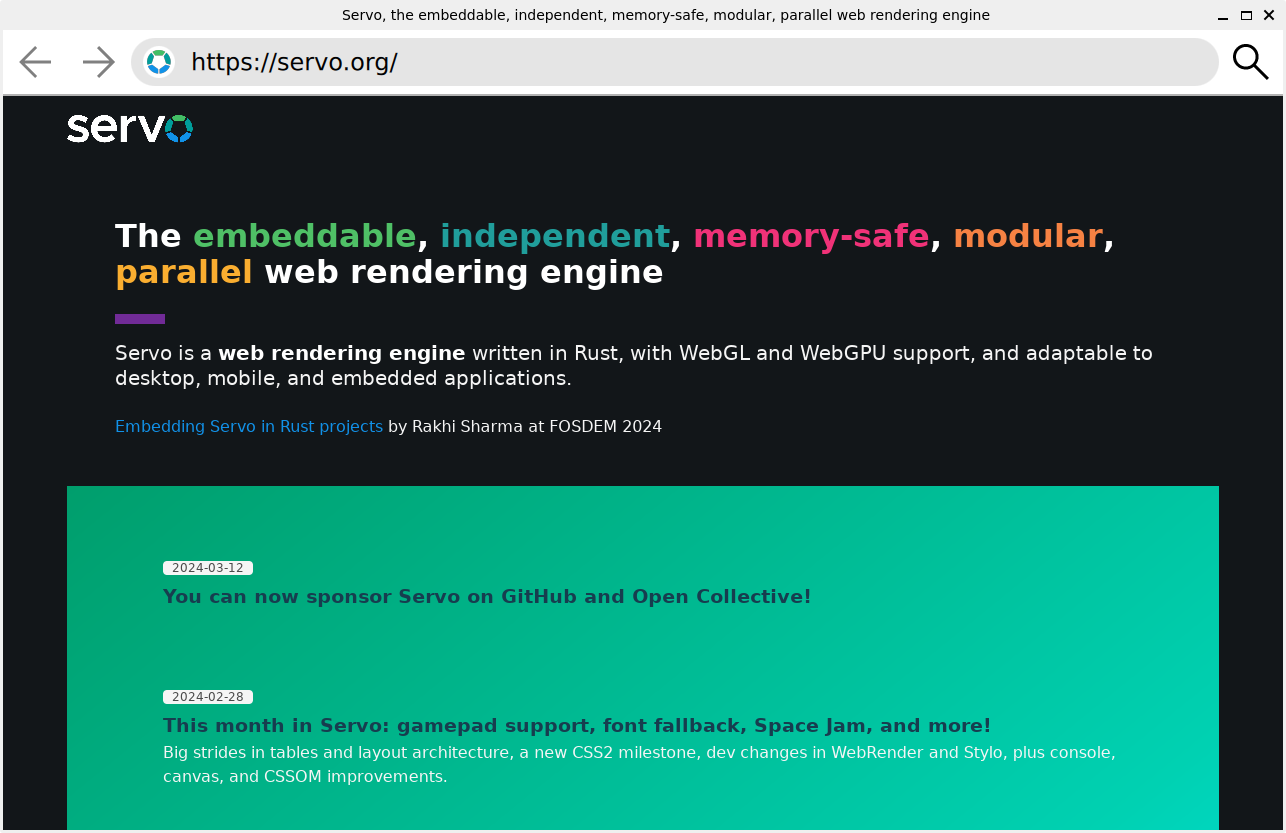 Servo, the embeddable, independent, memory-safe, modular, parallel web rendering engine
https://servo.org/
servo
The embeddable, independent, memory-safe, modular,
parallel web rendering engine
Servo is a web rendering engine written in Rust, with WebGL and WebGPU support, and adaptable to
desktop, mobile, and embedded applications.
Embedding Servo in Rust projects by Rakhi Sharma at FOSDEM 2024
2024-03-12
You can now sponsor Servo on GitHub and Open Collective!
2024-02-28
This month in Servo: gamepad support, font fallback, Space Jam, and more!
Big strides in tables and layout architecture, a new CSS2 milestone, dev changes in WebRender and Stylo, plus console,
canvas, and CSSOM improvements.